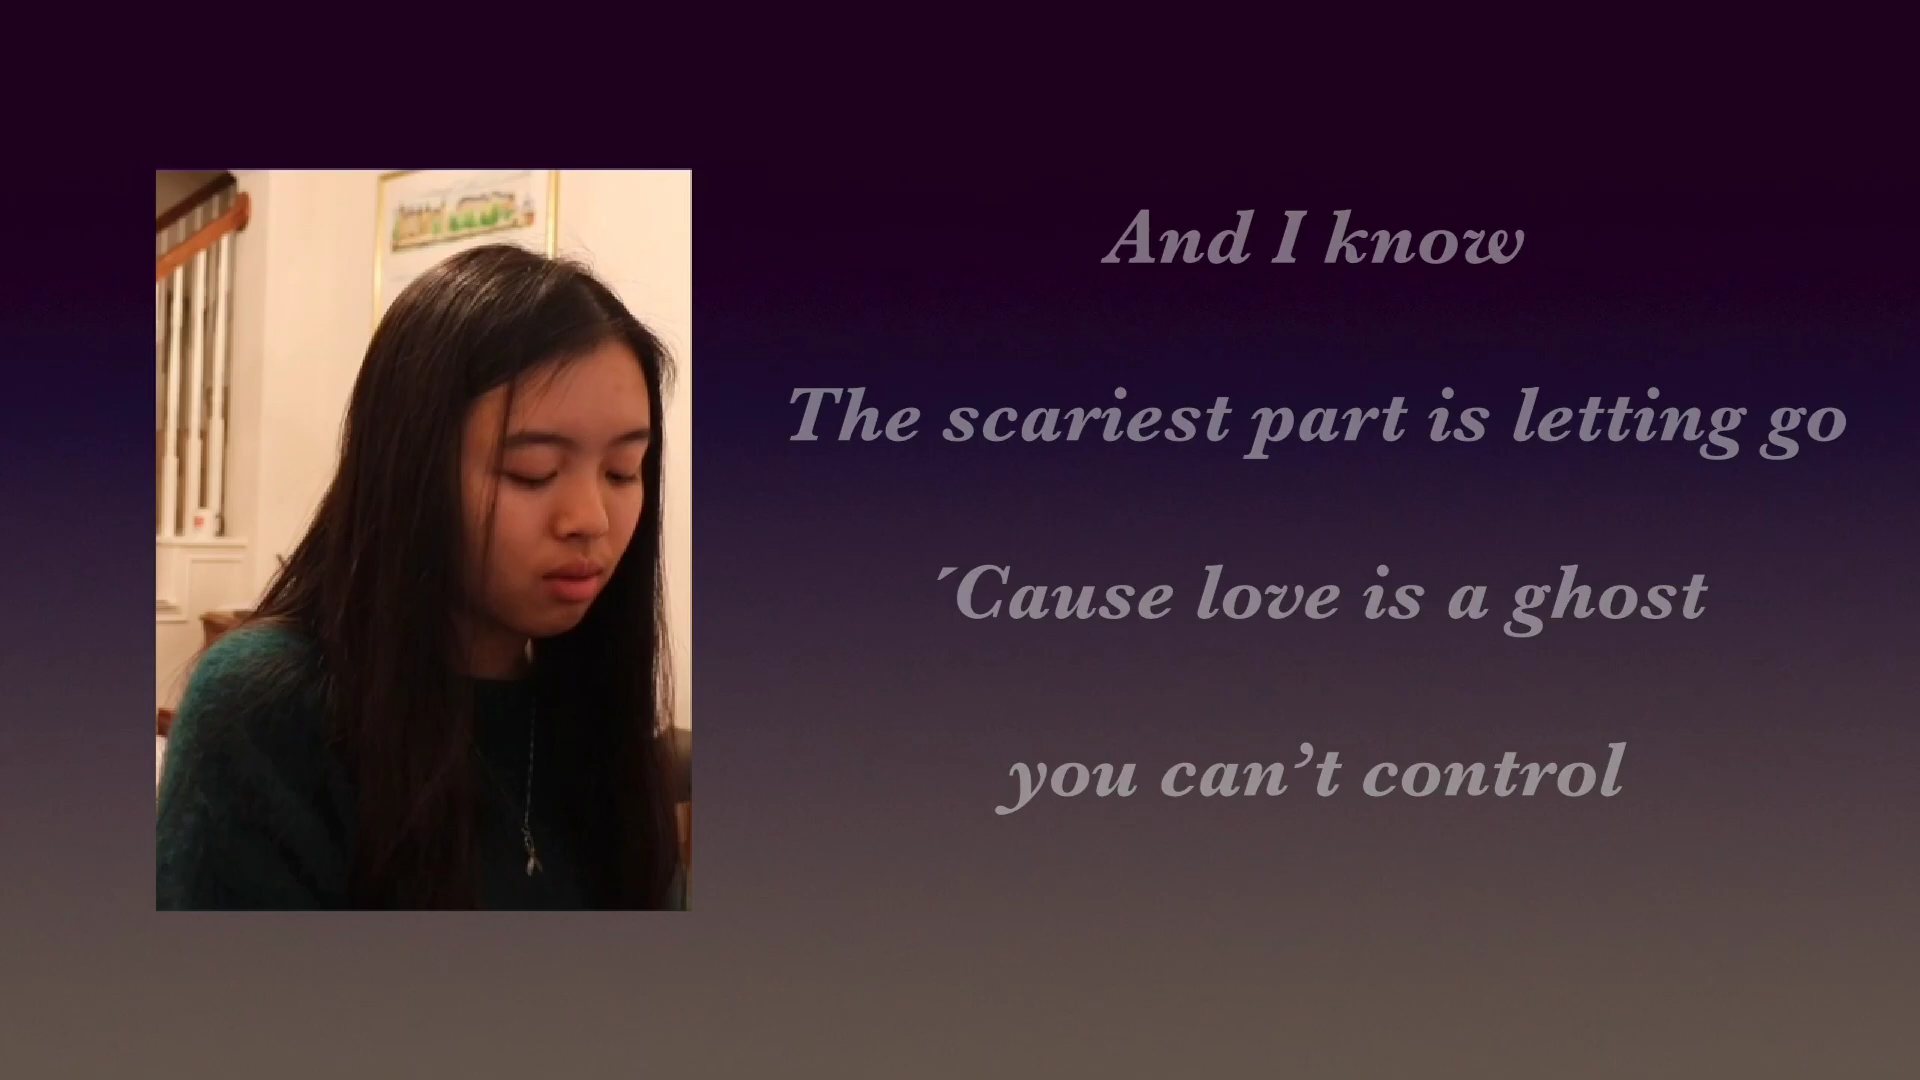 And I know
The scariest part is letting go
´Cause love is a ghost
you can’t control